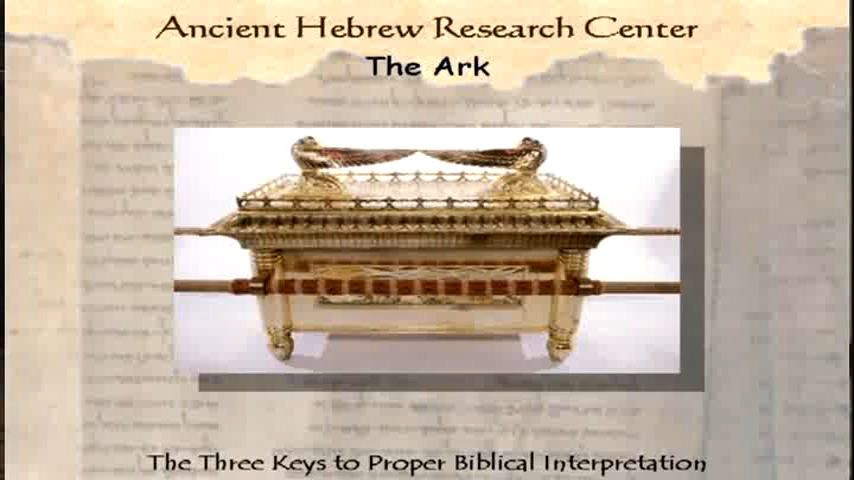 Ancient Hebrew Research Center
The Ark
The Three Keys to Proper Biblical Interpretation